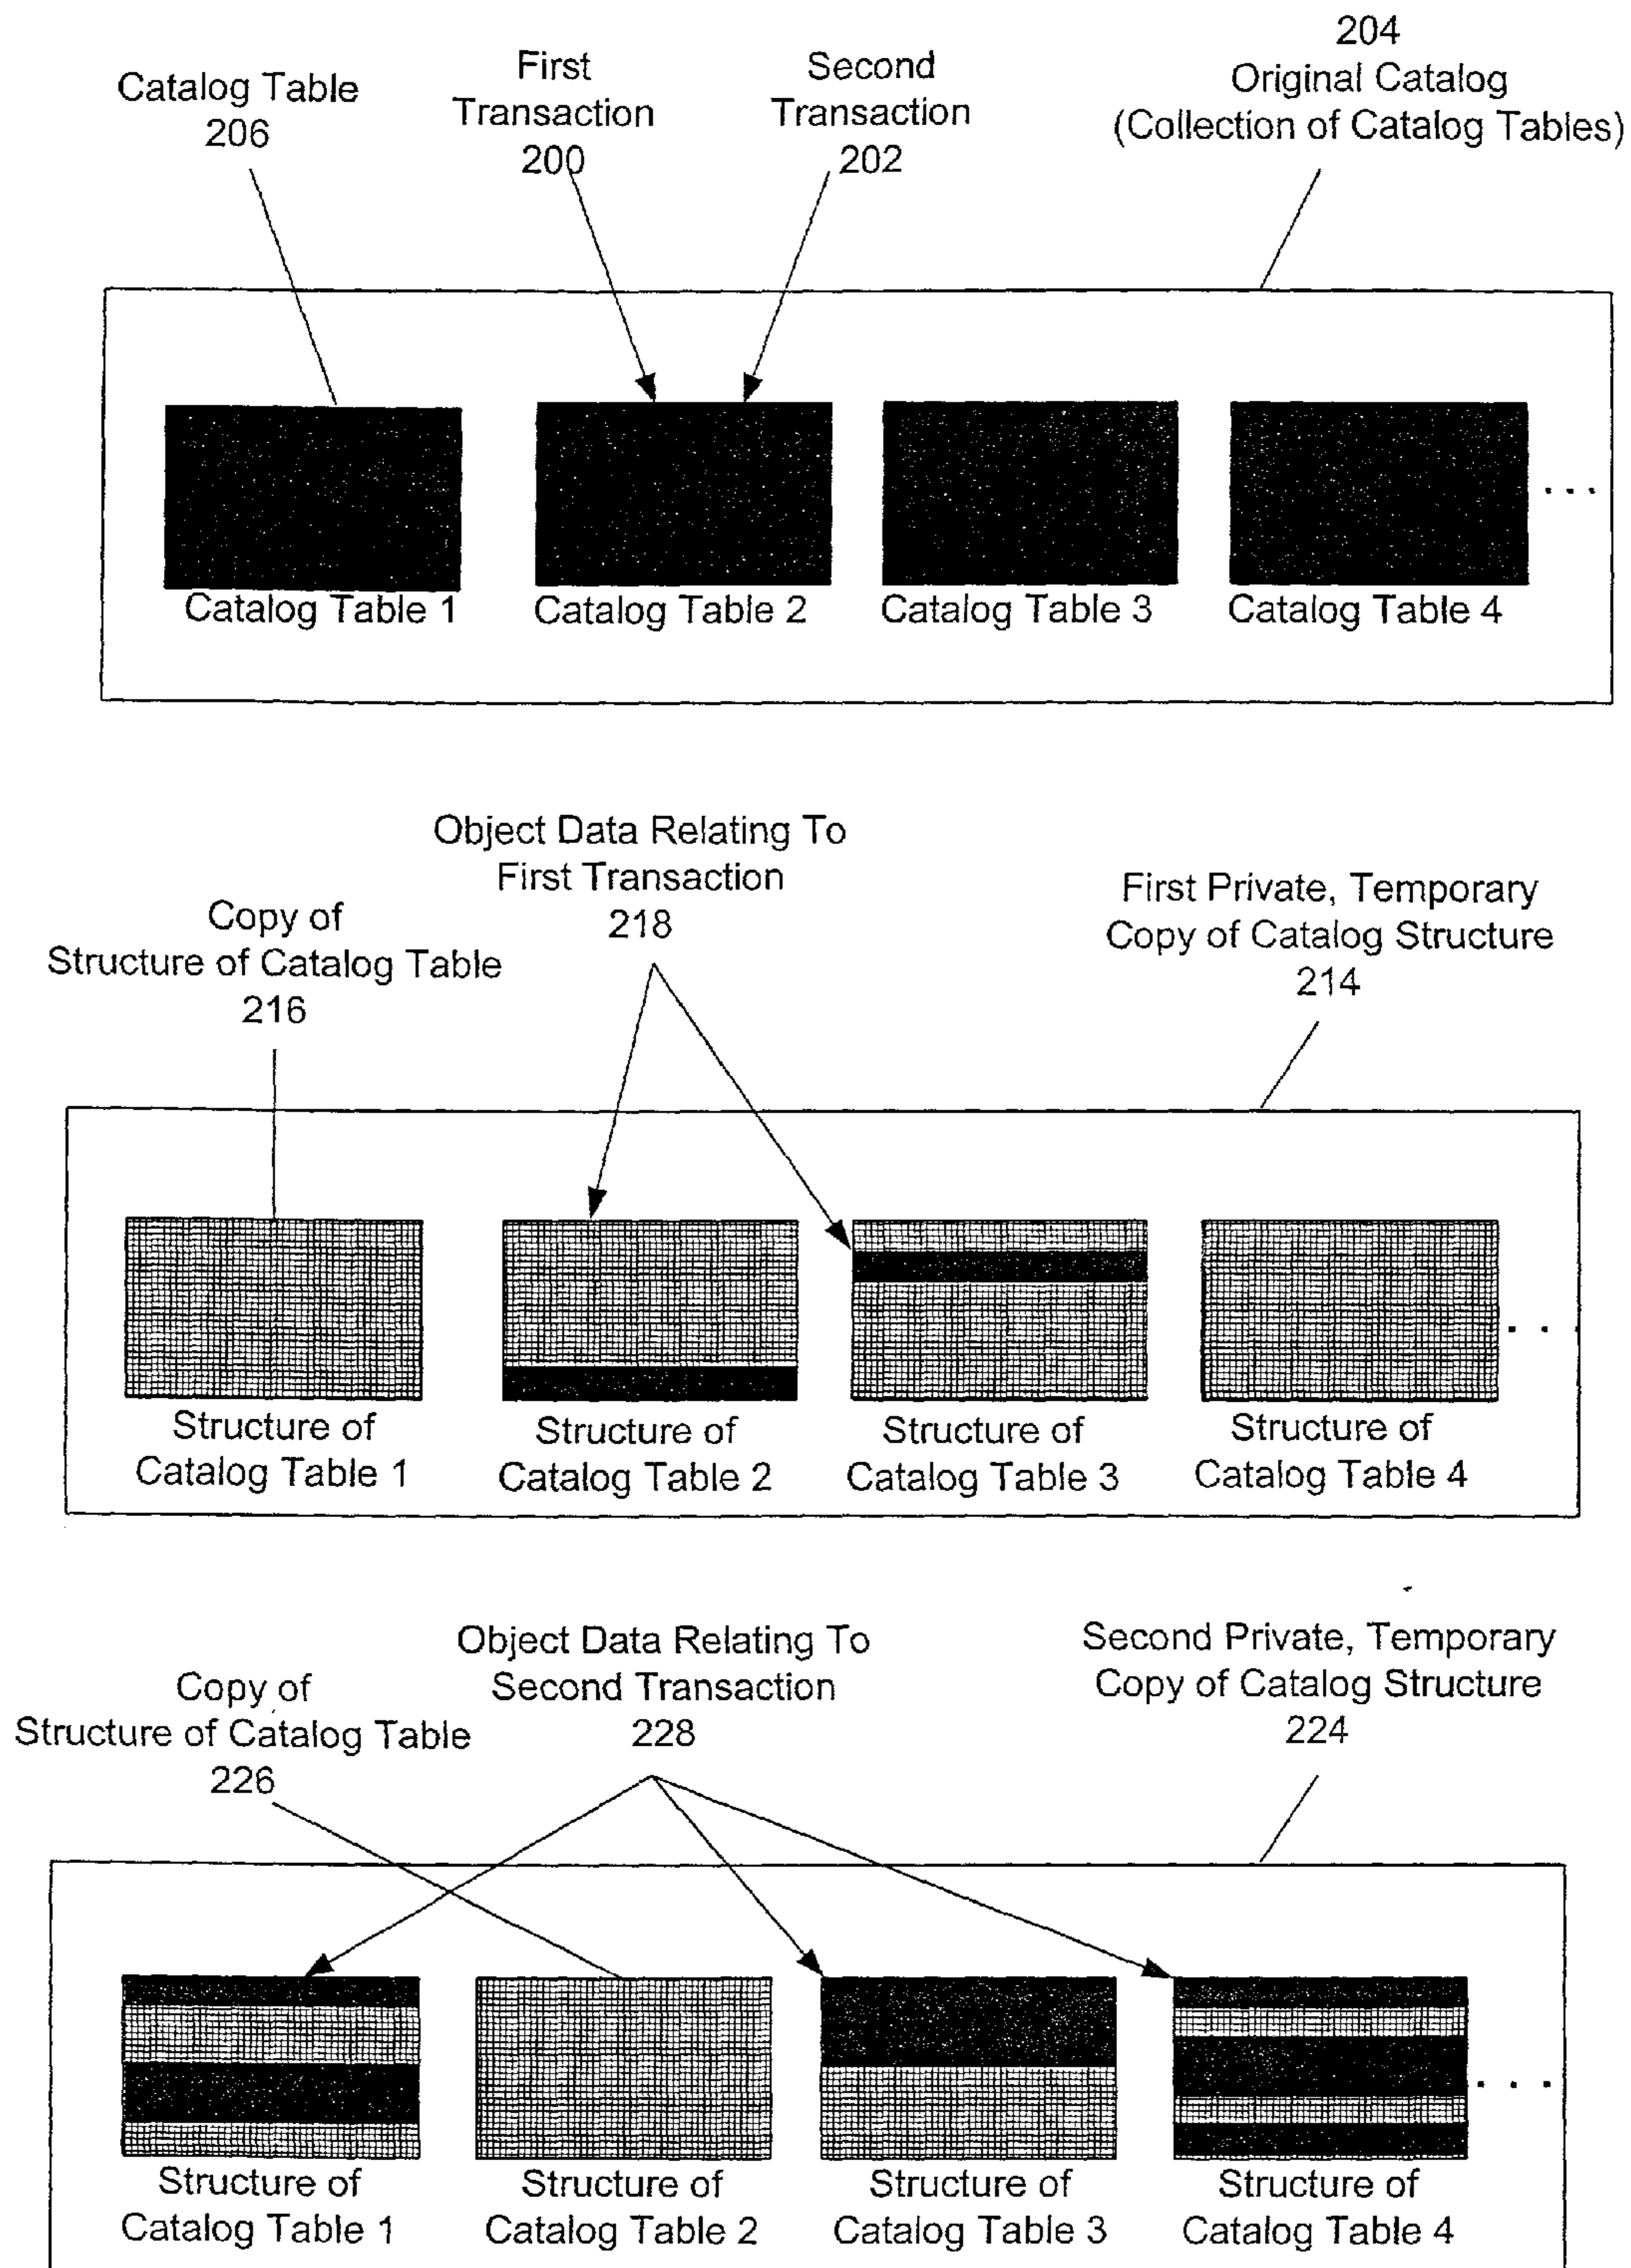 204
Original Catalog
(Collection of Catalog Tables)
First
Transaction
200
Second
Transaction
202
Catalog Table
206
Catalog Table 1
Catalog Table 2
Catalog Table 3
Catalog Table 4
...
Object Data Relating To
First Transaction
218
First Private, Temporary
Copy of Catalog Structure
214
Copy of
Structure of Catalog Table
216
Structure of
Catalog Table 1
Structure of
Catalog Table 2
Structure of
Catalog Table 3
Structure of
Catalog Table 4
. . .
Object Data Relating To
Second Transaction
228
Second Private, Temporary
Copy of Catalog Structure
224
Copy of
Structure of Catalog Table
226
Structure of
Catalog Table 1
Structure of
Catalog Table 2
Structure of
Catalog Table 3
Structure of
Catalog Table 4
. . .